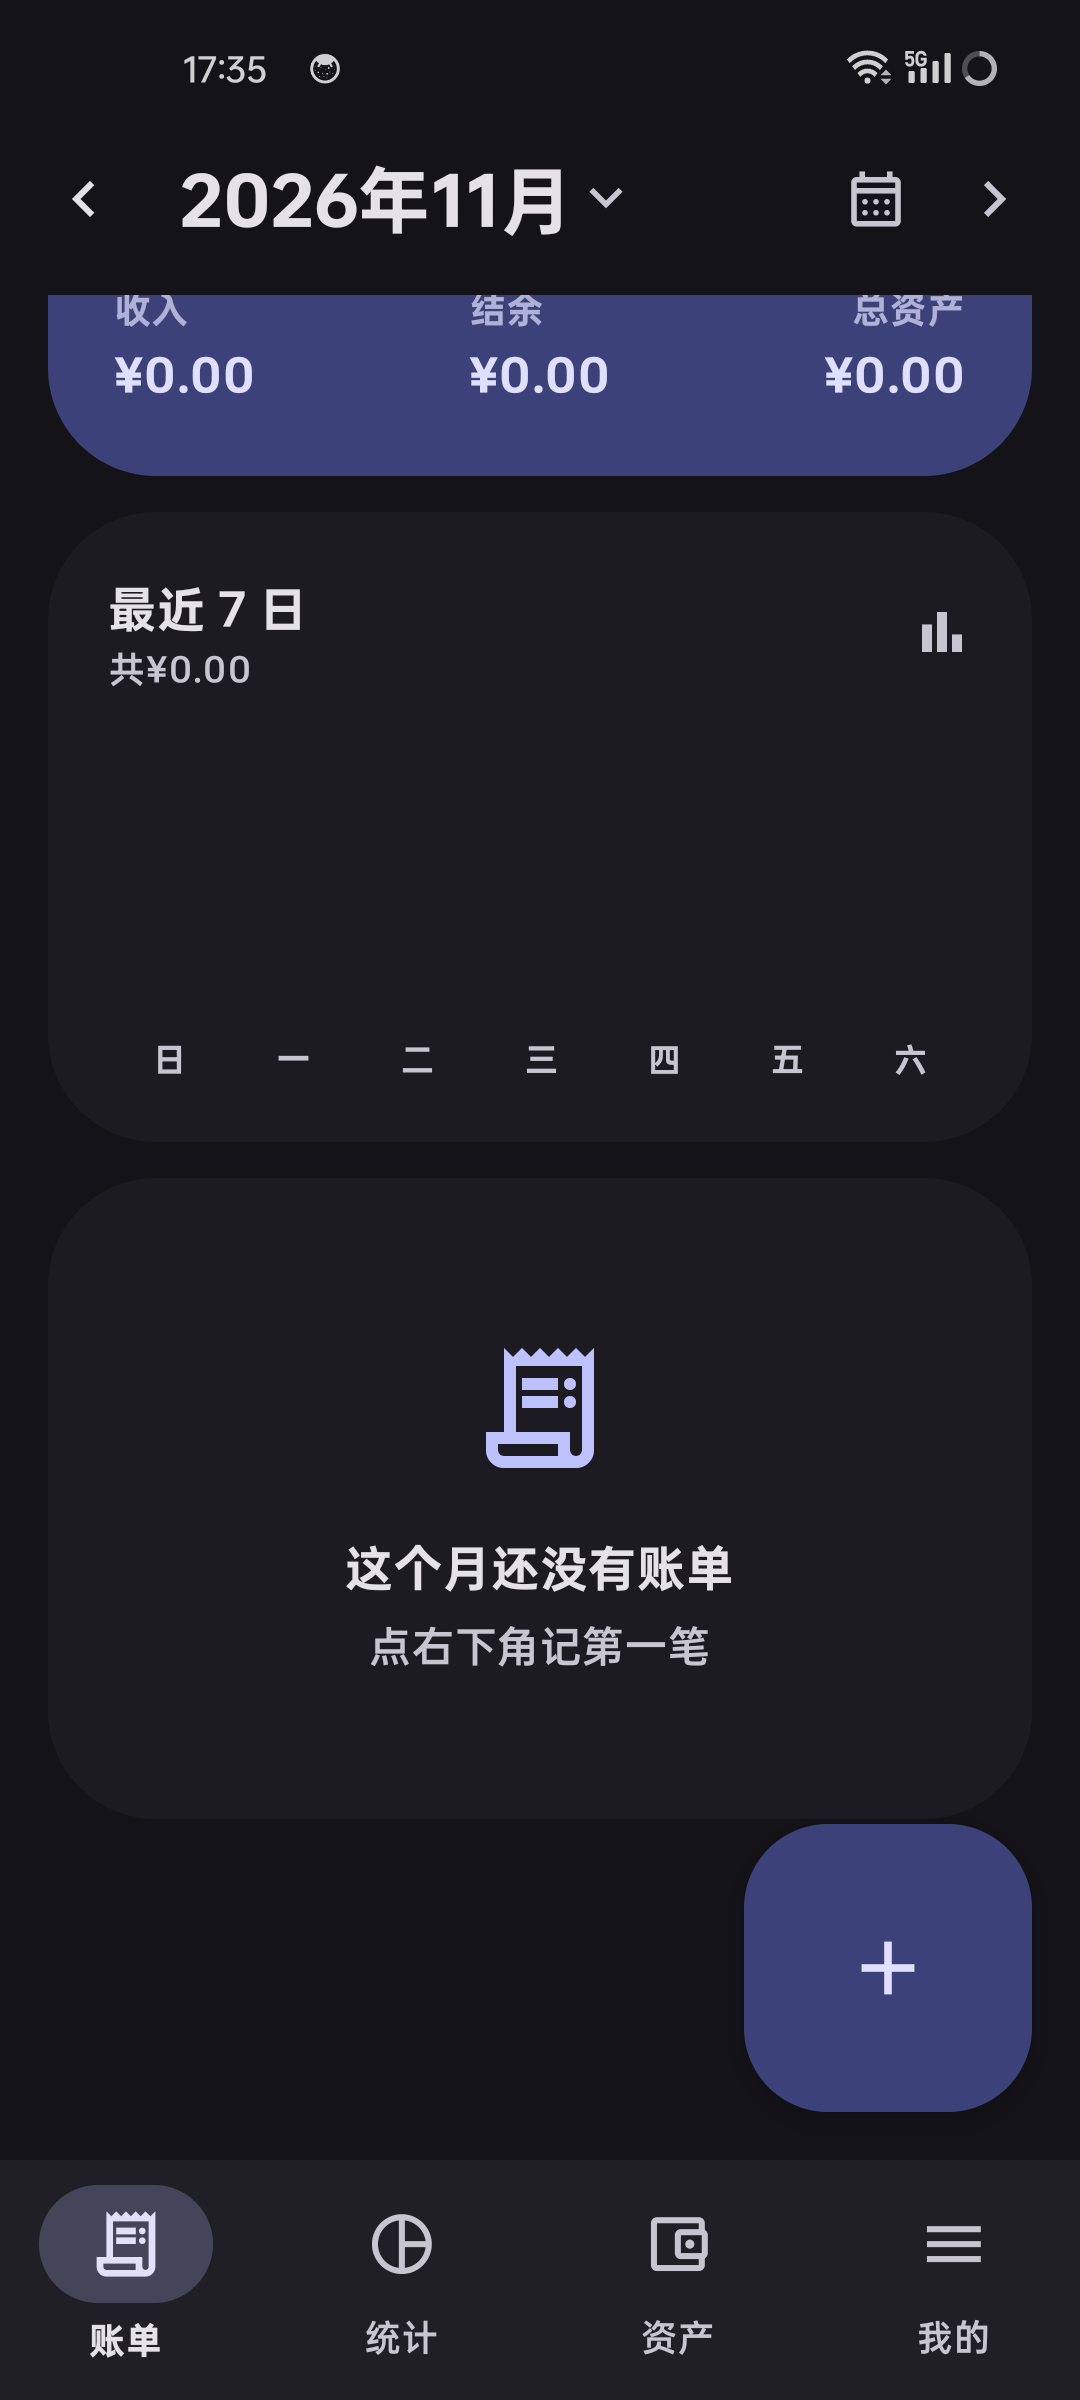 17:35
5G
2026年11月
收入 结余 总资产
¥0.00 ¥0.00 ¥0.00
最近 7 日
共¥0.00
日 一 二 三 四 五 六
这个月还没有账单
点右下角记第一笔
账单 统计 资产 我的